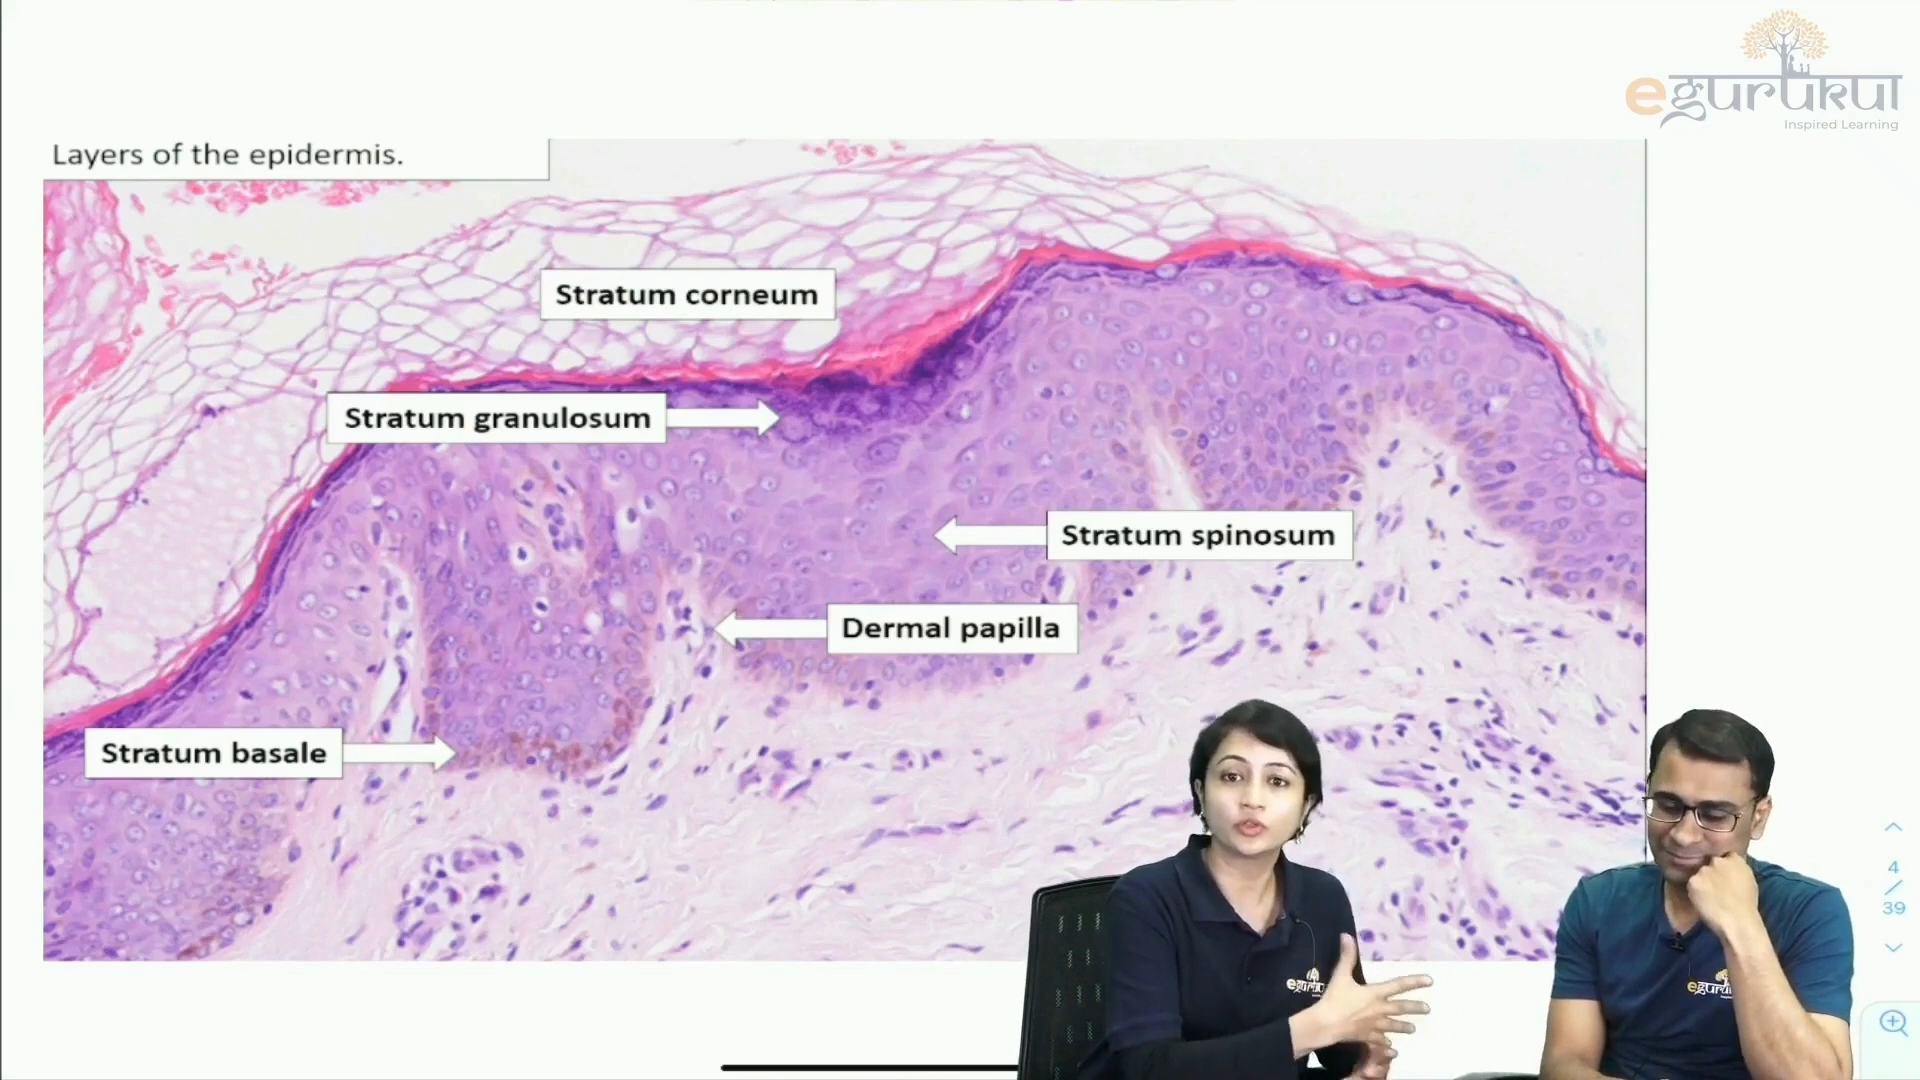 egurukul
Inspired Learning
Layers of the epidermis.
Stratum corneum
Stratum granulosum
Stratum spinosum
Dermal papilla
Stratum basale
4
/
39